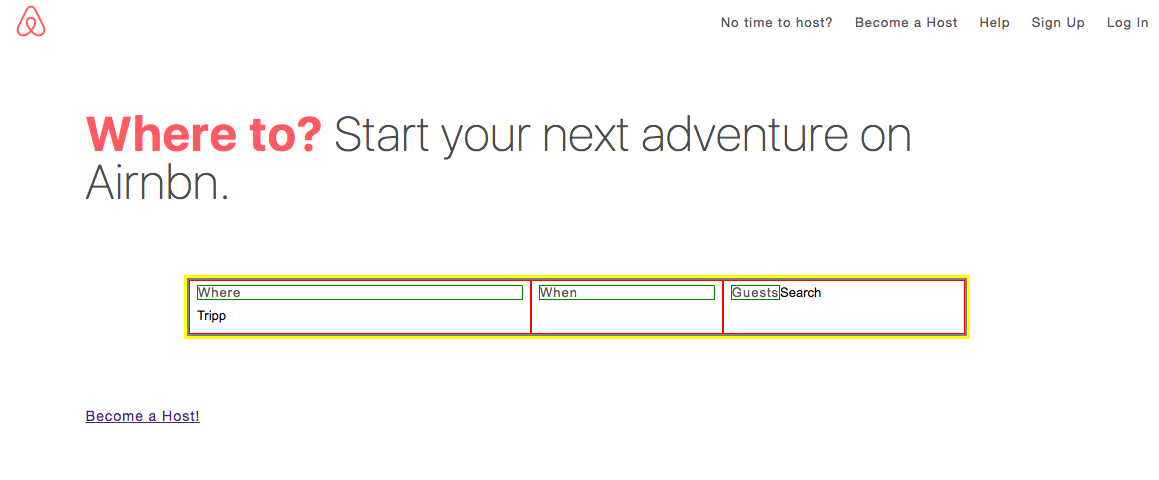 No time to host? Become a Host Help Sign Up Log In
Where to? Start your next adventure on
Airnbn.
Where When Guests Search
Tripp
Become a Host!